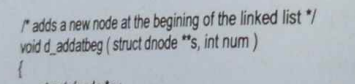 /* adds a new node at the begining of the linked list */
void d_addatbeg ( struct dnode **s, int num )
{